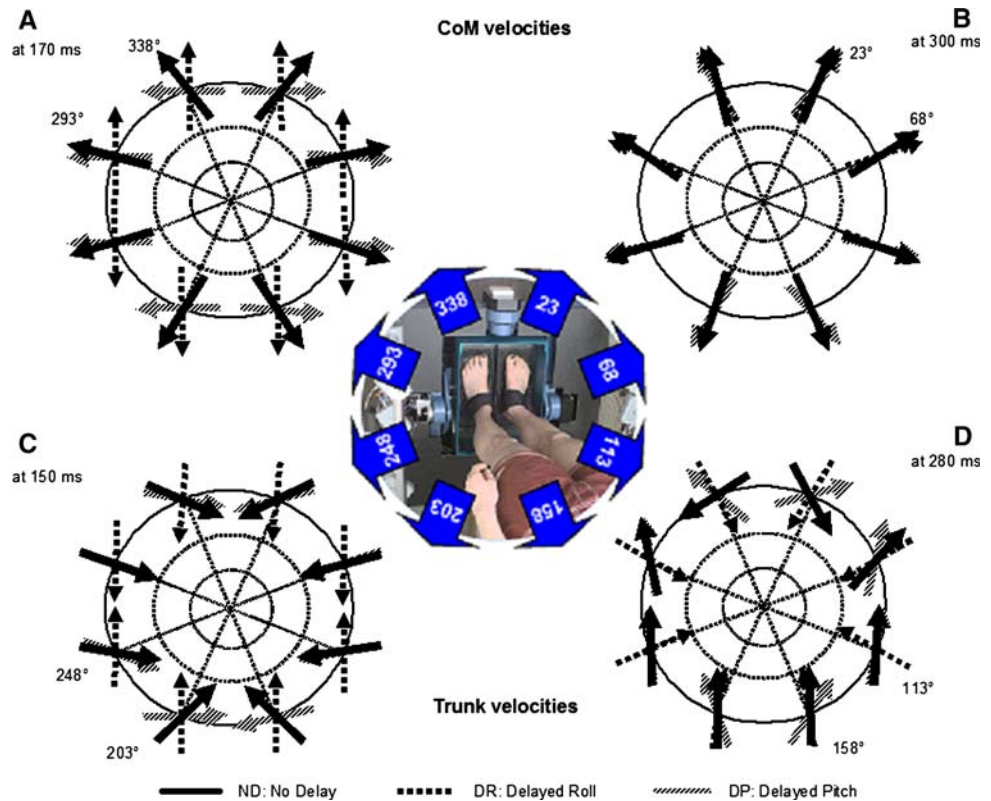 A
at 170 ms
338°
293°
CoM velocities
B
at 300 ms
23°
68°
338
23
293
68
248
113
203
158
C
at 150 ms
248°
203°
Trunk velocities
D
at 280 ms
113°
158°
ND: No Delay
DR: Delayed Roll
DP: Delayed Pitch